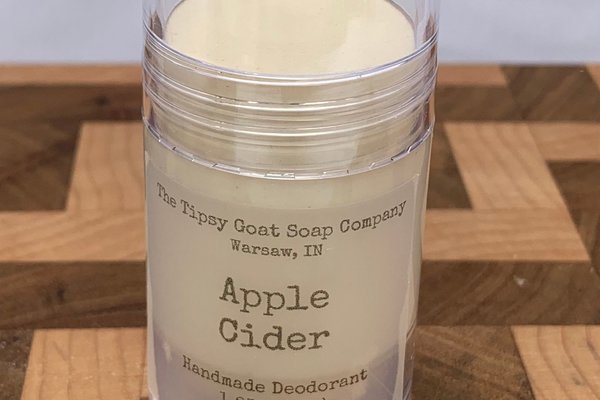 The Tipsy Goat Soap Company
Warsaw, IN
Apple
Cider
Handmade Deodorant